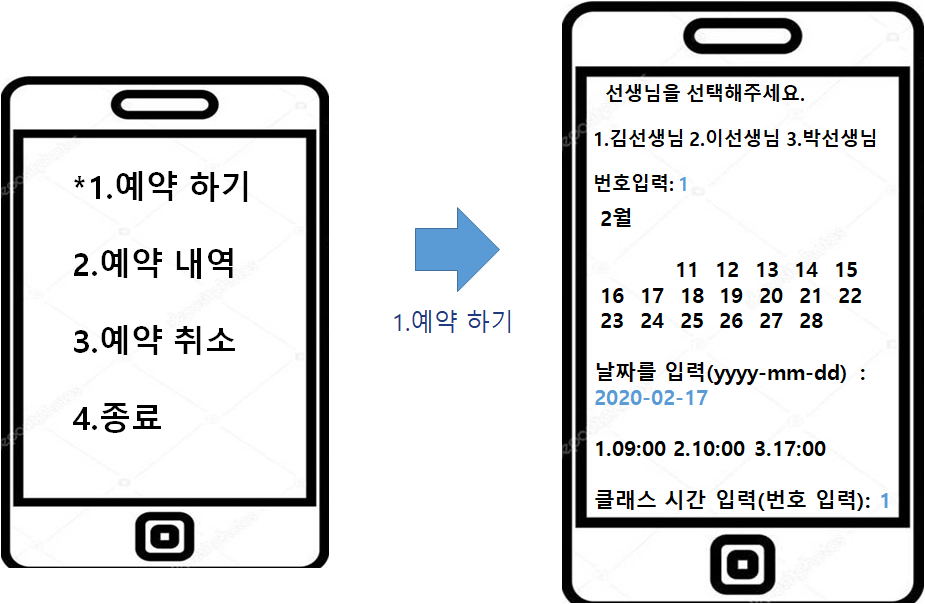 *1.예약 하기
2.예약 내역
3.예약 취소
4.종료
1.예약 하기
선생님을 선택해주세요.
1.김선생님 2.이선생님 3.박선생님
번호입력: 1
2월
11 12 13 14 15
16 17 18 19 20 21 22
23 24 25 26 27 28
날짜를 입력(yyyy-mm-dd) :
2020-02-17
1.09:00 2.10:00 3.17:00
클래스 시간 입력(번호 입력): 1